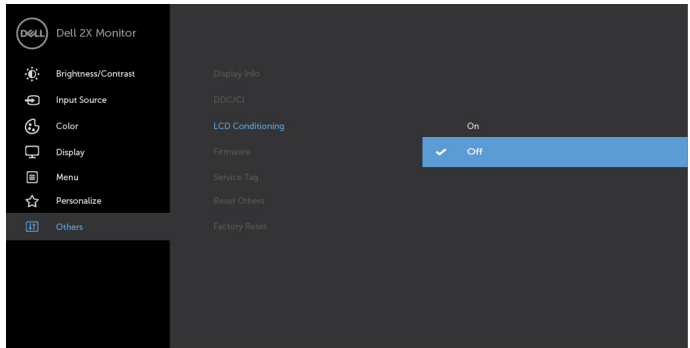 DELL Dell 2X Monitor
Brightness/Contrast
Input Source
Color
Display
Menu
Personalize
Others
Display Info
DDC/CI
LCD Conditioning
Firmware
Service Tag
Reset Others
Factory Reset
On
Off